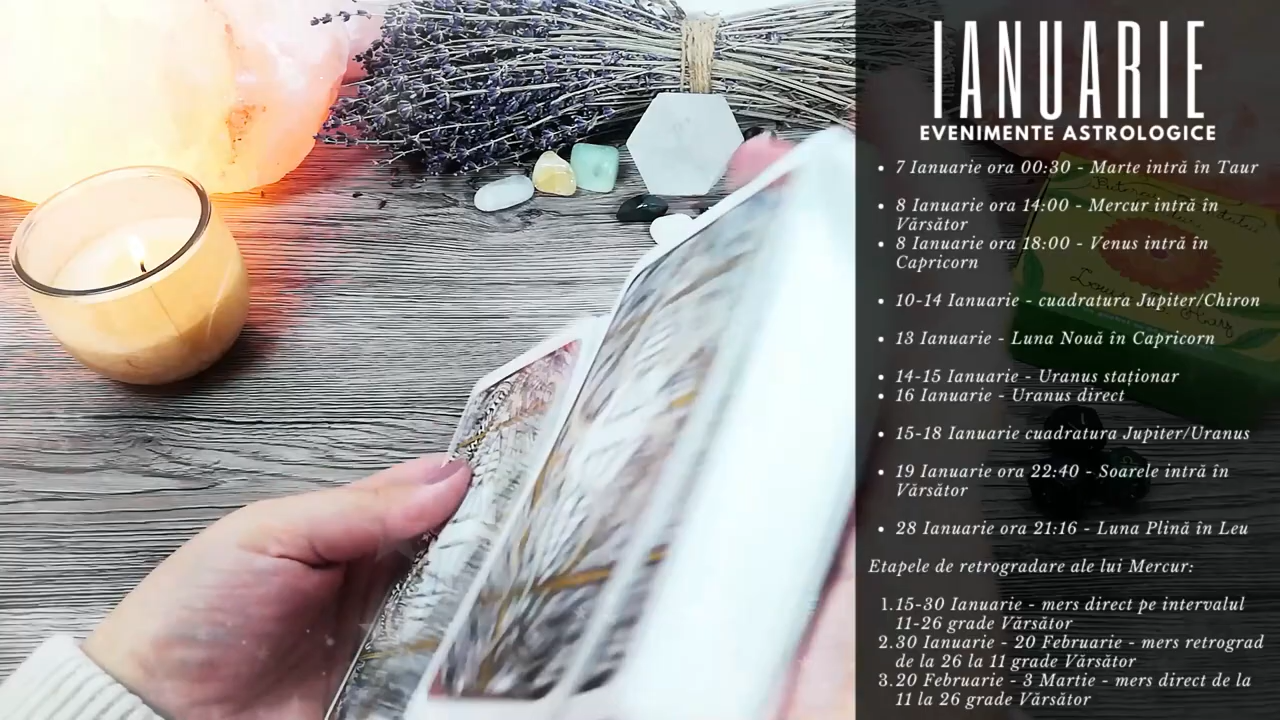 IANUARIE
EVENIMENTE ASTROLOGICE
• 7 Ianuarie ora 00:30 - Marte intră în Taur
• 8 Ianuarie ora 14:00 - Mercur intră în
Vărsător
• 8 Ianuarie ora 18:00 - Venus intră în
Capricorn
• 10-14 Ianuarie - cuadratura Jupiter/Chiron
• 13 Ianuarie - Luna Nouă în Capricorn
• 14-15 Ianuarie - Uranus staționar
• 16 Ianuarie - Uranus direct
• 15-18 Ianuarie cuadratura Jupiter/Uranus
• 19 Ianuarie ora 22:40 - Soarele intră în
Vărsător
• 28 Ianuarie ora 21:16 - Luna Plină în Leu
Etapele de retrogradare ale lui Mercur:
1. 15-30 Ianuarie - mers direct pe intervalul
11-26 grade Vărsător
2. 30 Ianuarie - 20 Februarie - mers retrograd
de la 26 la 11 grade Vărsător
3. 20 Februarie - 3 Martie - mers direct de la
11 la 26 grade Vărsător